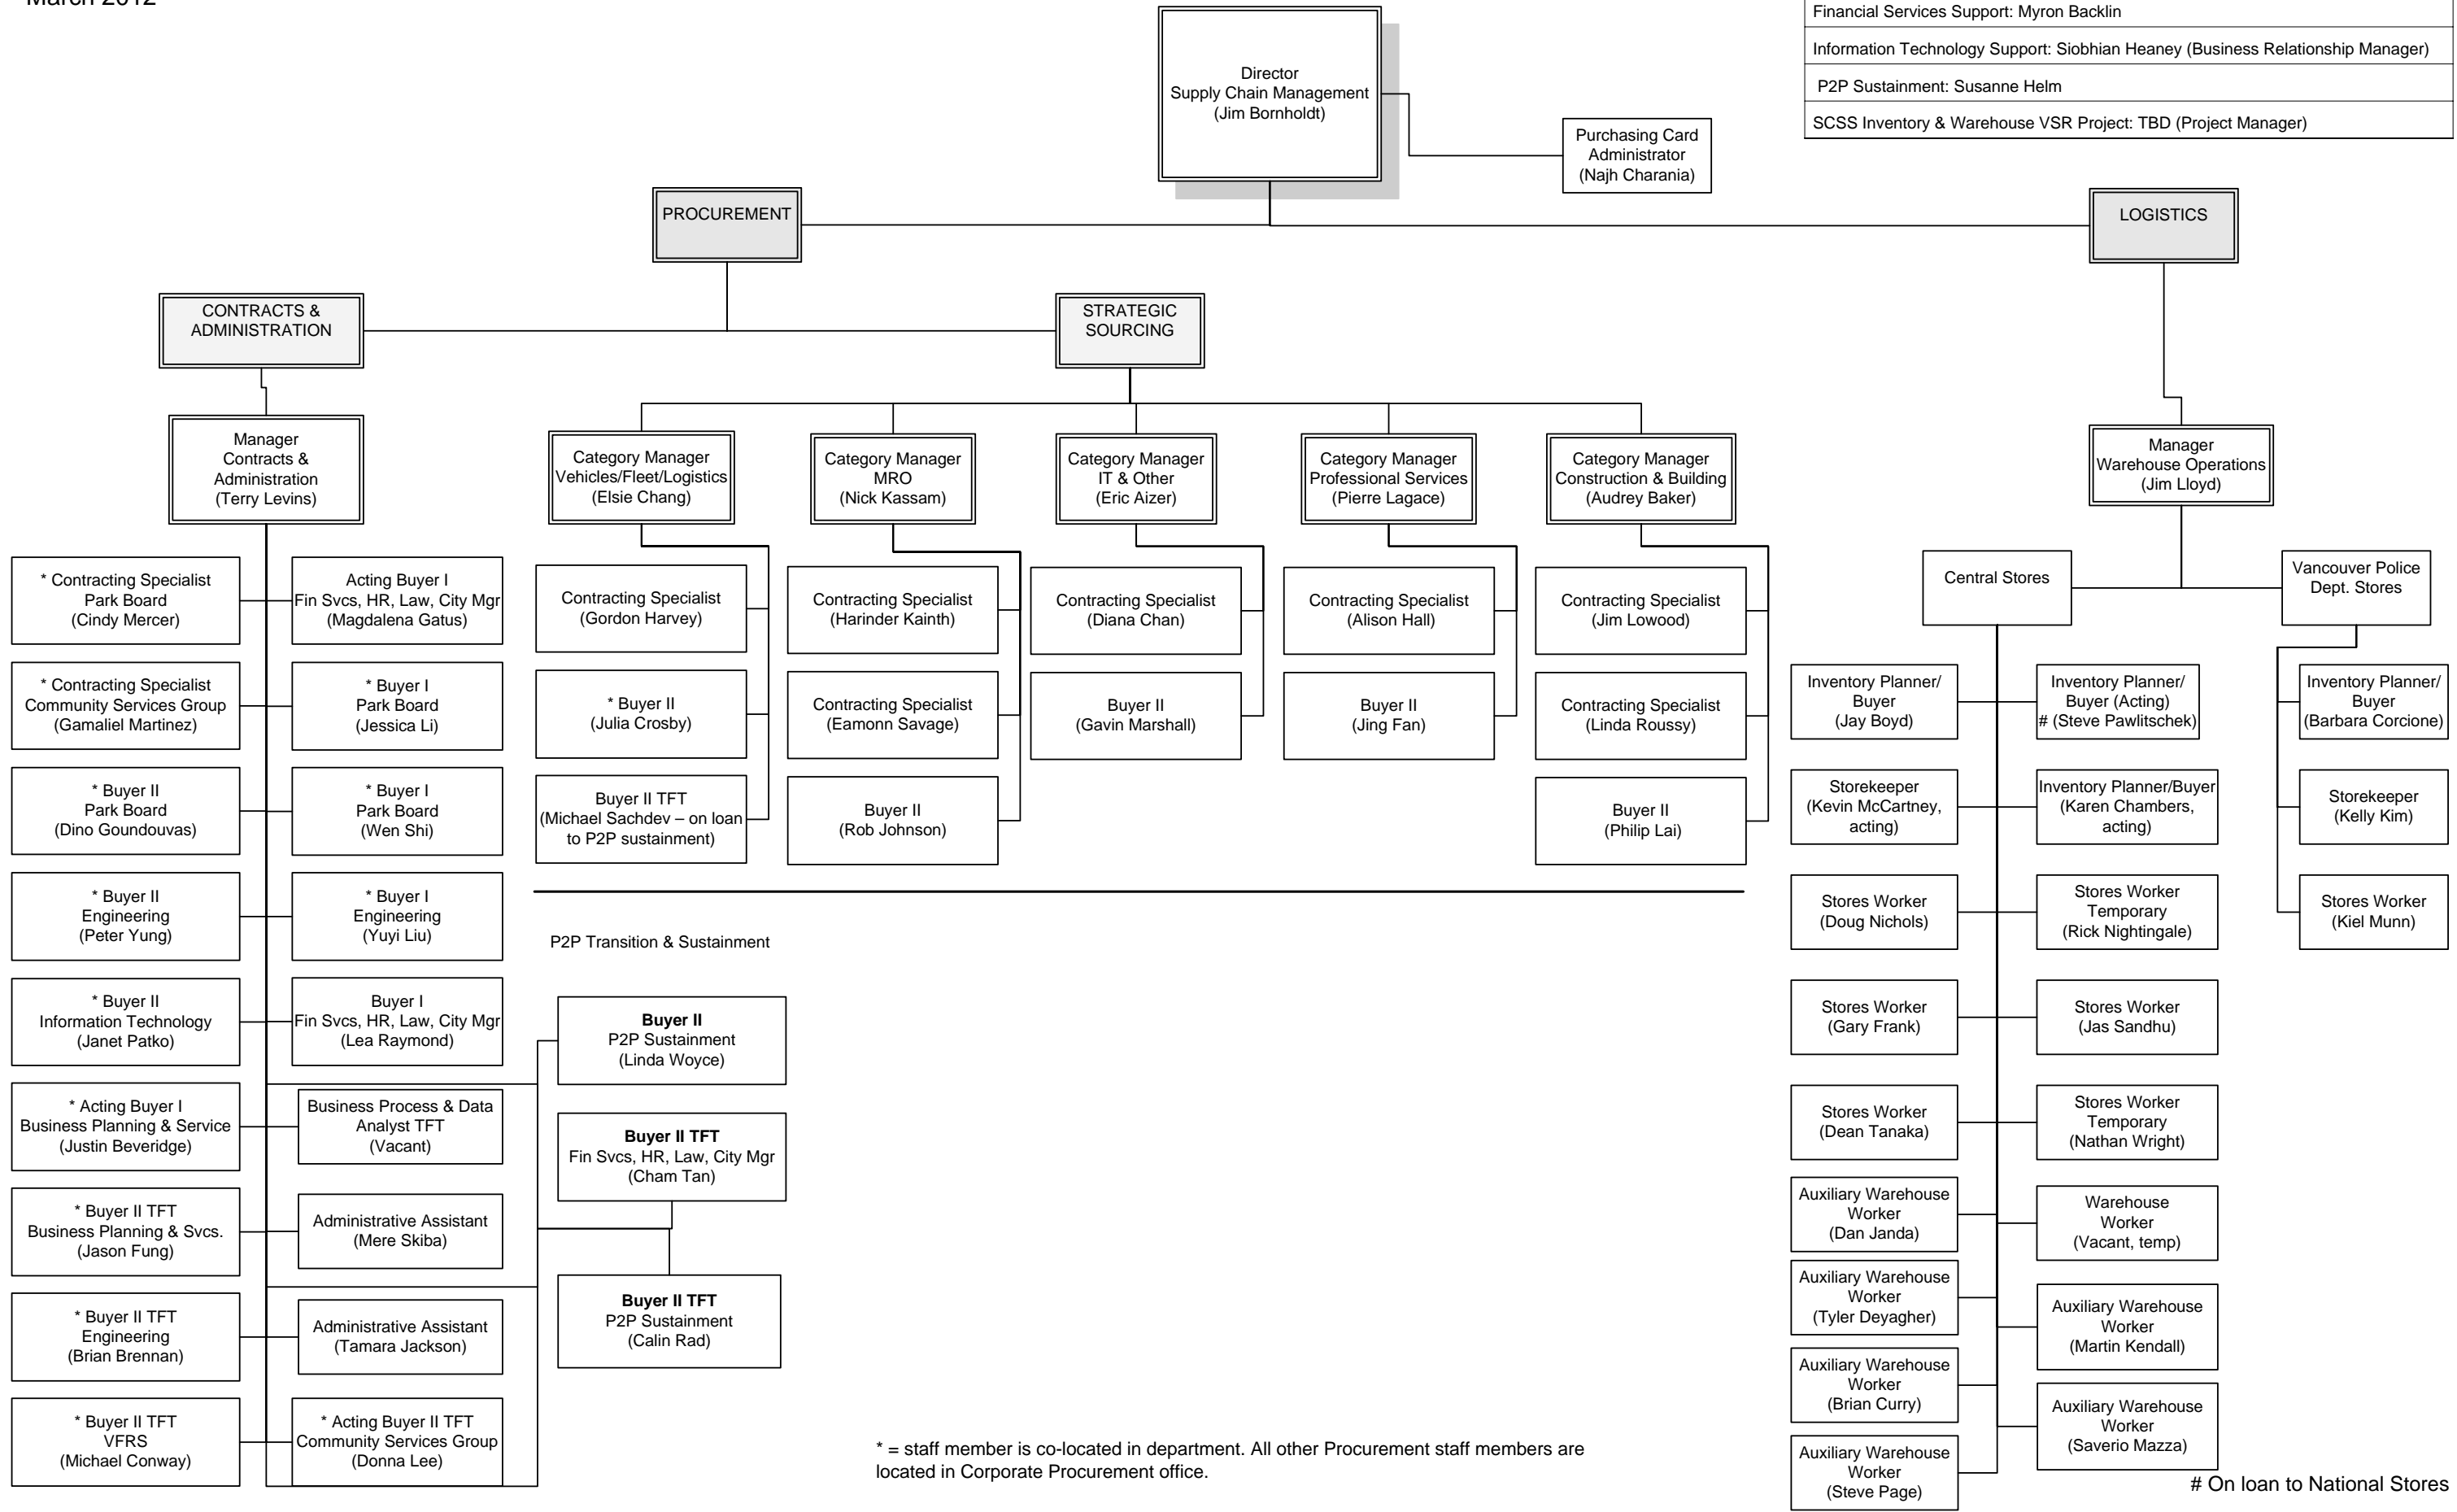 March 2012
Financial Services Support: Myron Backlin
Information Technology Support: Siobhian Heaney (Business Relationship Manager)
P2P Sustainment: Susanne Helm
SCSS Inventory & Warehouse VSR Project: TBD (Project Manager)
Director
Supply Chain Management
(Jim Bornholdt)
Purchasing Card
Administrator
(Najh Charania)
PROCUREMENT
LOGISTICS
CONTRACTS &
ADMINISTRATION
STRATEGIC
SOURCING
Manager
Contracts &
Administration
(Terry Levins)
Category Manager
Vehicles/Fleet/Logistics
(Elsie Chang)
Category Manager
MRO
(Nick Kassam)
Category Manager
IT & Other
(Eric Aizer)
Category Manager
Professional Services
(Pierre Lagace)
Category Manager
Construction & Building
(Audrey Baker)
Manager
Warehouse Operations
(Jim Lloyd)
* Contracting Specialist
Park Board
(Cindy Mercer)
Acting Buyer I
Fin Svcs, HR, Law, City Mgr
(Magdalena Gatus)
* Contracting Specialist
Community Services Group
(Gamaliel Martinez)
* Buyer I
Park Board
(Jessica Li)
* Buyer II
Park Board
(Dino Goundouvas)
* Buyer I
Park Board
(Wen Shi)
* Buyer II
Engineering
(Peter Yung)
* Buyer I
Engineering
(Yuyi Liu)
* Buyer II
Information Technology
(Janet Patko)
Buyer I
Fin Svcs, HR, Law, City Mgr
(Lea Raymond)
* Acting Buyer I
Business Planning & Service
(Justin Beveridge)
Business Process & Data
Analyst TFT
(Vacant)
* Buyer II TFT
Business Planning & Svcs.
(Jason Fung)
Administrative Assistant
(Mere Skiba)
* Buyer II TFT
Engineering
(Brian Brennan)
Administrative Assistant
(Tamara Jackson)
* Buyer II TFT
VFRS
(Michael Conway)
* Acting Buyer II TFT
Community Services Group
(Donna Lee)
Contracting Specialist
(Gordon Harvey)
* Buyer II
(Julia Crosby)
Buyer II TFT
(Michael Sachdev – on loan
to P2P sustainment)
Contracting Specialist
(Harinder Kainth)
Contracting Specialist
(Eamonn Savage)
Buyer II
(Rob Johnson)
Contracting Specialist
(Diana Chan)
Buyer II
(Gavin Marshall)
Contracting Specialist
(Alison Hall)
Buyer II
(Jing Fan)
Contracting Specialist
(Jim Lowood)
Contracting Specialist
(Linda Roussy)
Buyer II
(Philip Lai)
P2P Transition & Sustainment
Buyer II
P2P Sustainment
(Linda Woyce)
Buyer II TFT
Fin Svcs, HR, Law, City Mgr
(Cham Tan)
Buyer II TFT
P2P Sustainment
(Calin Rad)
Central Stores
Vancouver Police
Dept. Stores
Inventory Planner/
Buyer
(Jay Boyd)
Inventory Planner/
Buyer (Acting)
# (Steve Pawlitschek)
Storekeeper
(Kevin McCartney,
acting)
Inventory Planner/Buyer
(Karen Chambers,
acting)
Stores Worker
(Doug Nichols)
Stores Worker
Temporary
(Rick Nightingale)
Stores Worker
(Gary Frank)
Stores Worker
(Jas Sandhu)
Stores Worker
(Dean Tanaka)
Stores Worker
Temporary
(Nathan Wright)
Auxiliary Warehouse
Worker
(Dan Janda)
Warehouse
Worker
(Vacant, temp)
Auxiliary Warehouse
Worker
(Tyler Deyagher)
Auxiliary Warehouse
Worker
(Martin Kendall)
Auxiliary Warehouse
Worker
(Brian Curry)
Auxiliary Warehouse
Worker
(Saverio Mazza)
Auxiliary Warehouse
Worker
(Steve Page)
Inventory Planner/
Buyer
(Barbara Corcione)
Storekeeper
(Kelly Kim)
Stores Worker
(Kiel Munn)
* = staff member is co-located in department. All other Procurement staff members are
located in Corporate Procurement office.
# On loan to National Stores